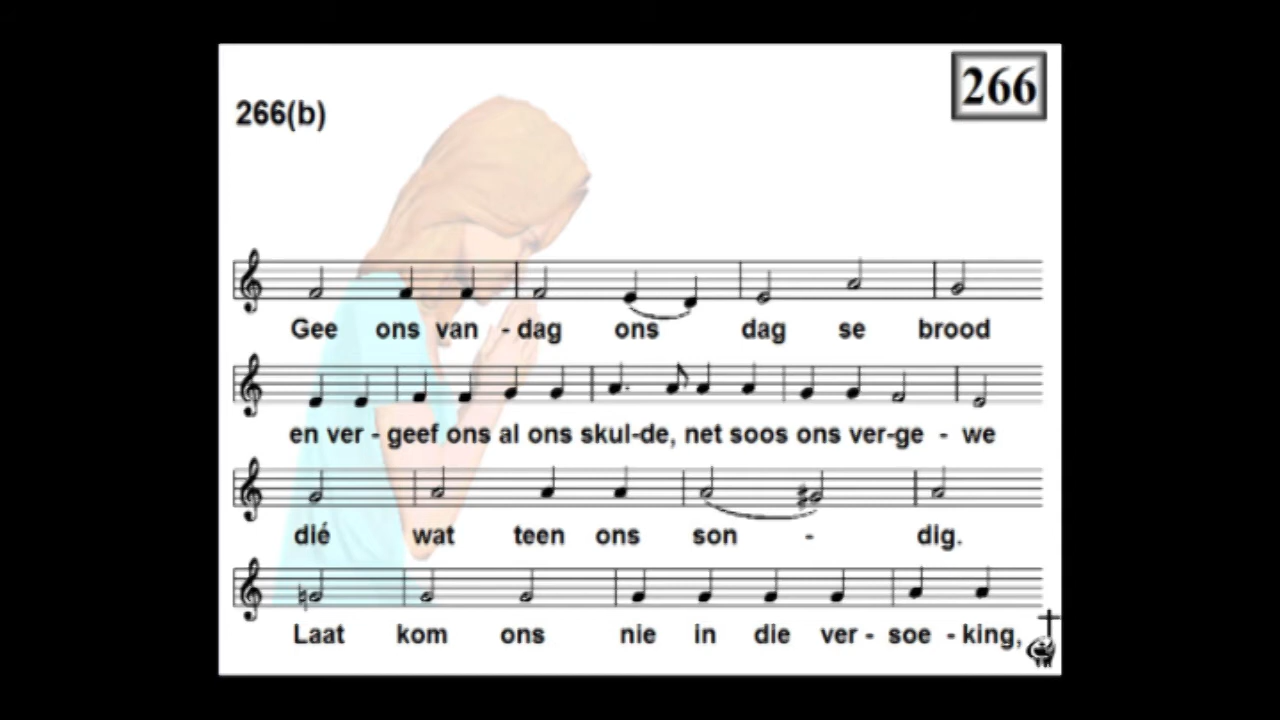 266
266(b)
Gee ons van - dag ons dag se brood
en ver - geef ons al ons skul-de, net soos ons ver-ge - we
dié wat teen ons son - dig.
Laat kom ons nie in die ver - soe - king,